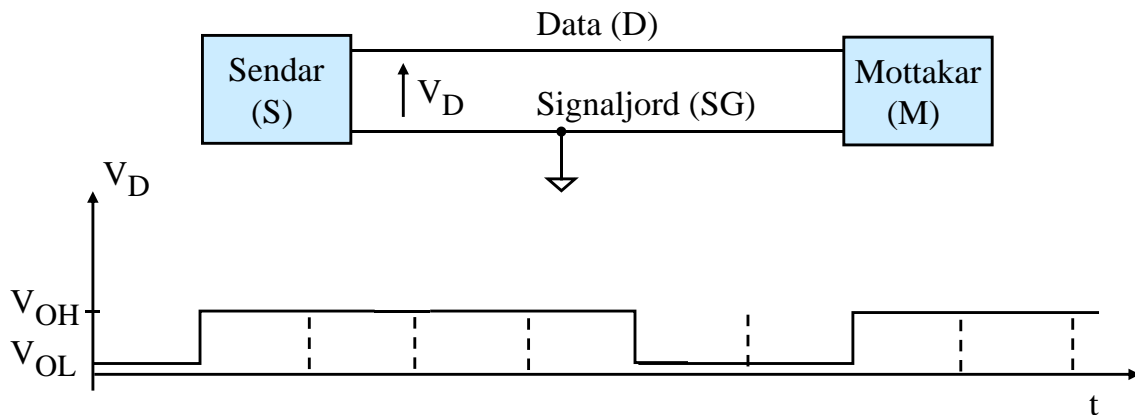 Data (D)
Sendar
(S)
V_D
Signaljord (SG)
Mottakar
(M)
V_D
V_OH
V_OL
t